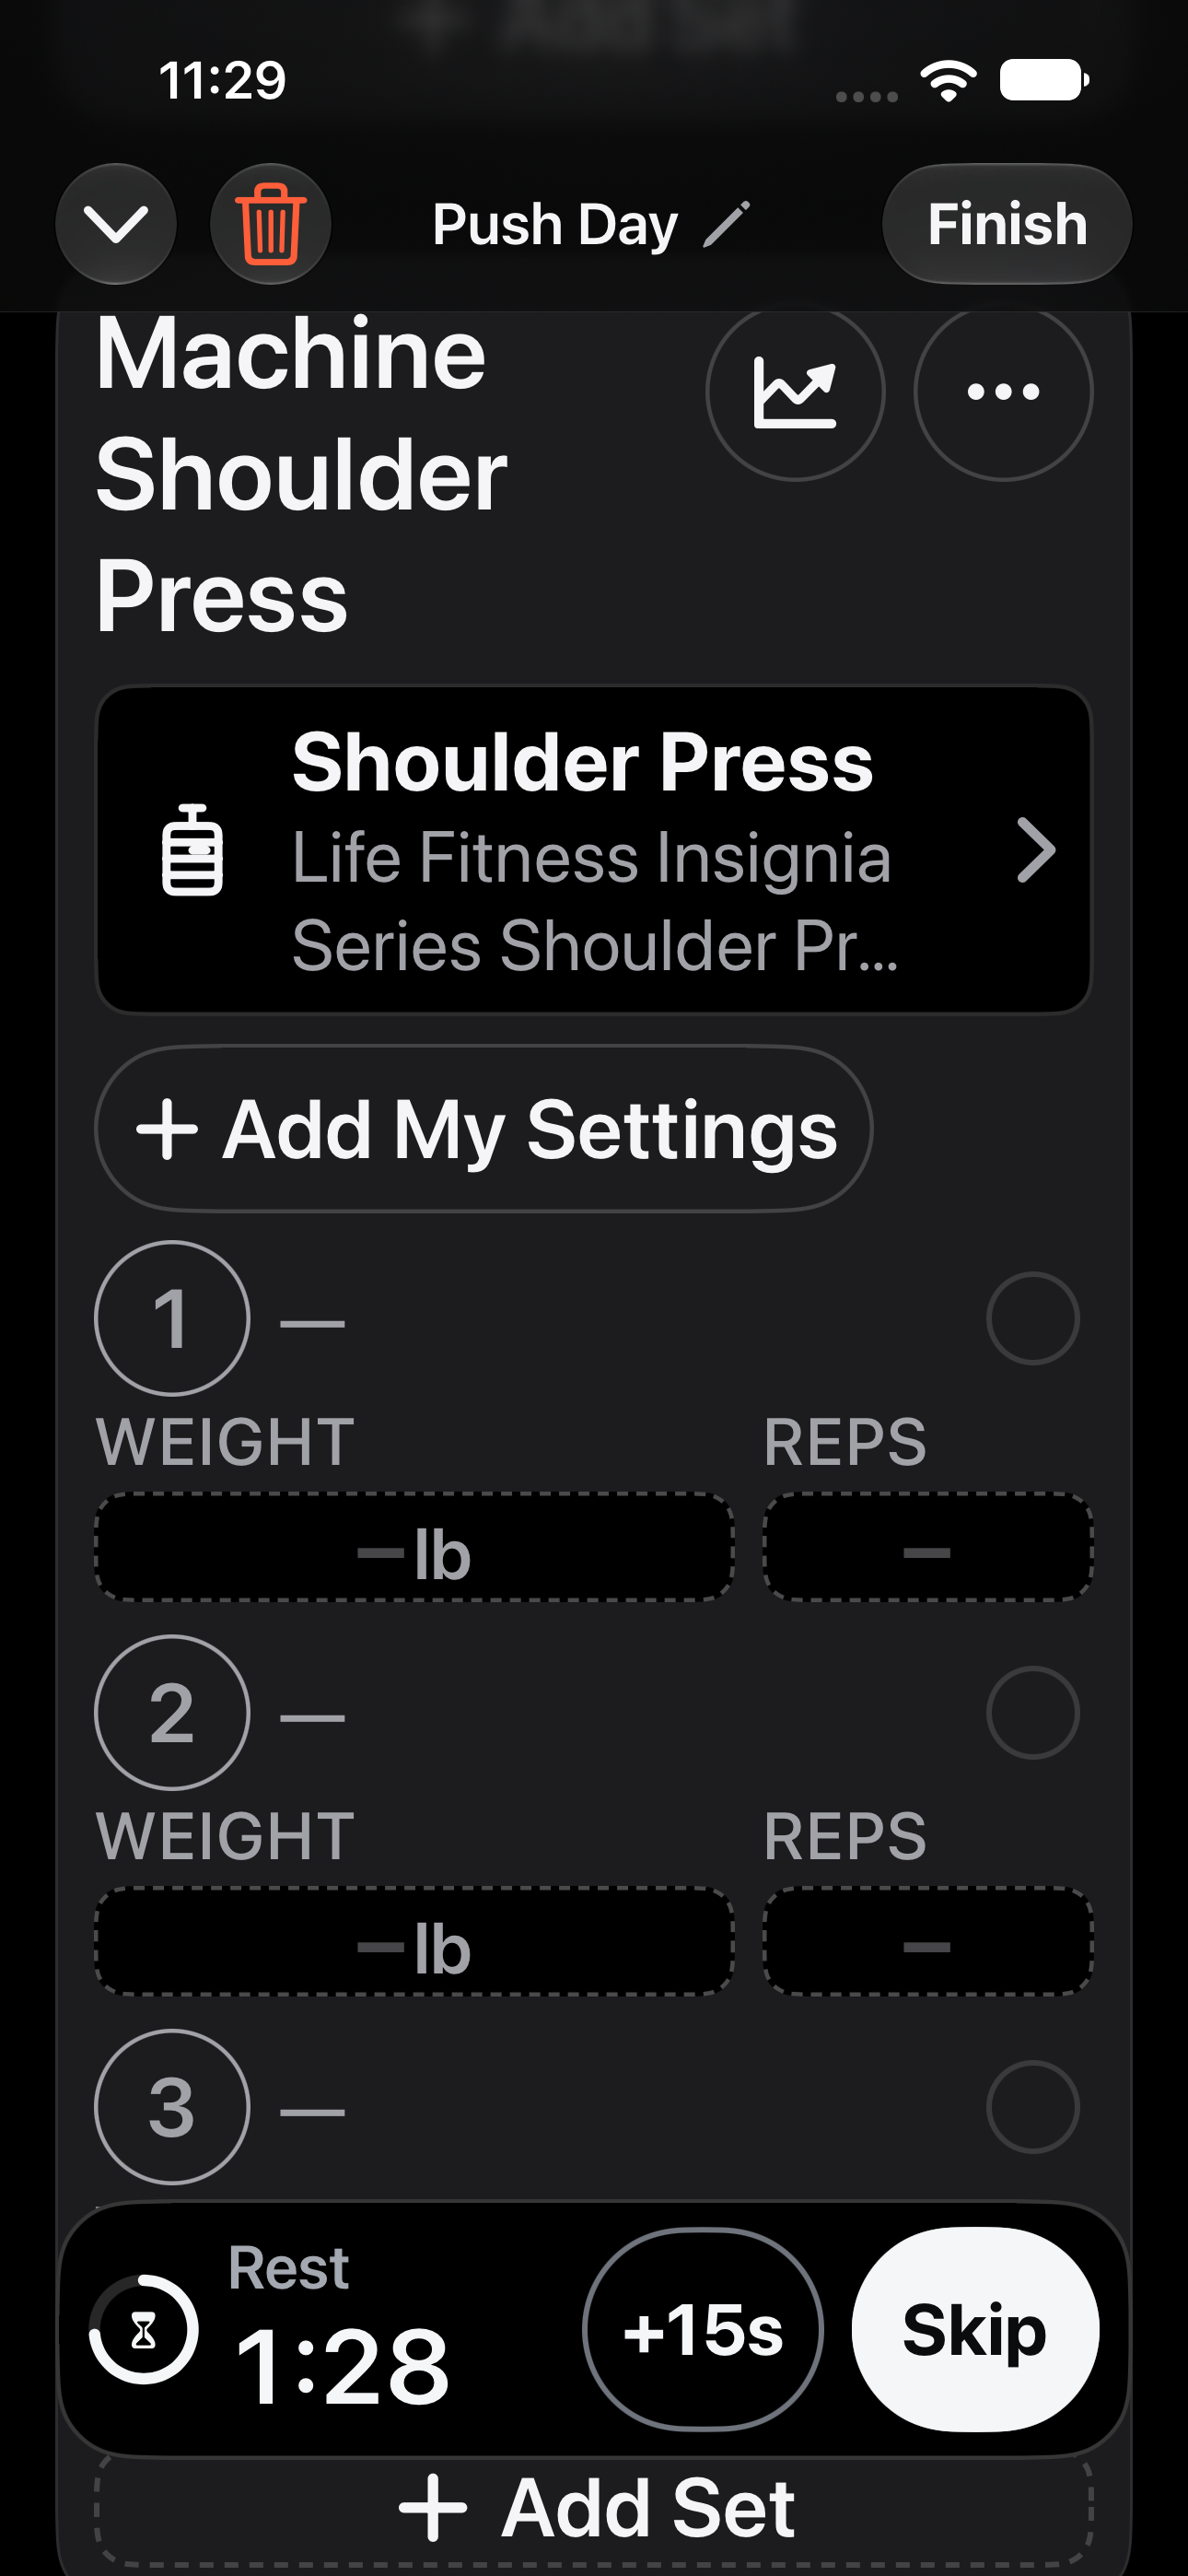 11:29
Push Day
Finish
Machine
Shoulder
Press
Shoulder Press
Life Fitness Insignia
Series Shoulder Pr...
+ Add My Settings
1 —
WEIGHT REPS
– lb –
2 —
WEIGHT REPS
– lb –
3 —
Rest
1:28
+15s
Skip
+ Add Set